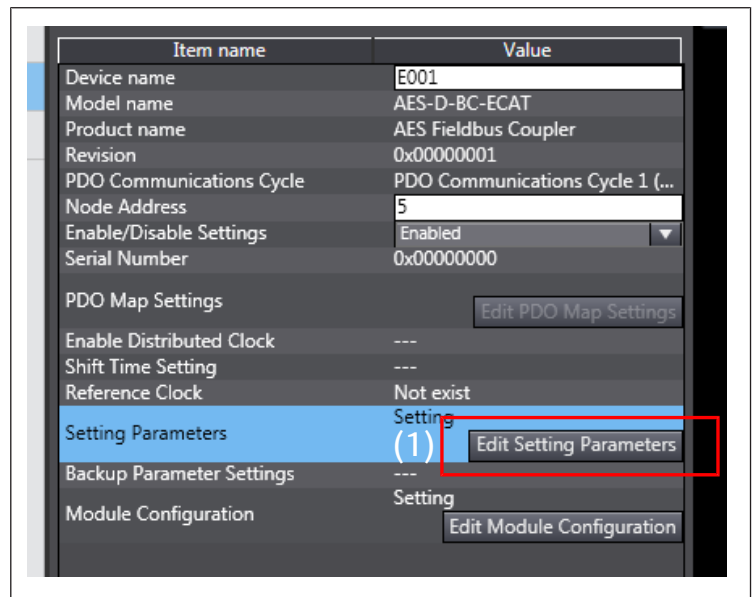 Item name Value
Device name E001
Model name AES-D-BC-ECAT
Product name AES Fieldbus Coupler
Revision 0x00000001
PDO Communications Cycle PDO Communications Cycle 1 (...
Node Address 5
Enable/Disable Settings Enabled
Serial Number 0x00000000
PDO Map Settings Edit PDO Map Settings
Enable Distributed Clock ---
Shift Time Setting ---
Reference Clock Not exist
Setting
Setting Parameters (1) Edit Setting Parameters
Backup Parameter Settings ---
Setting
Module Configuration Edit Module Configuration